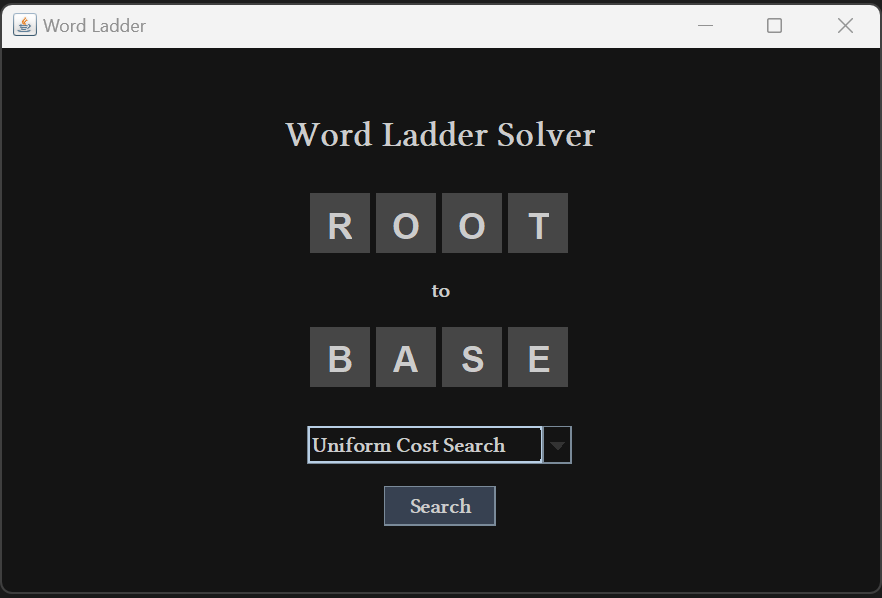 Word Ladder
Word Ladder Solver
R O O T
to
B A S E
Uniform Cost Search
Search